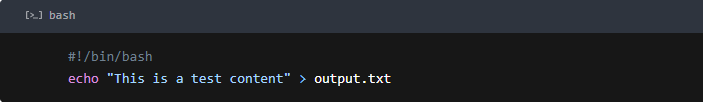 [>_] bash
#!/bin/bash
echo "This is a test content" > output.txt